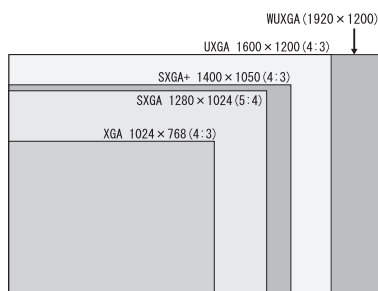 WUXGA(1920×1200)
UXGA 1600×1200(4:3)
SXGA+ 1400×1050(4:3)
SXGA 1280×1024(5:4)
XGA 1024×768(4:3)